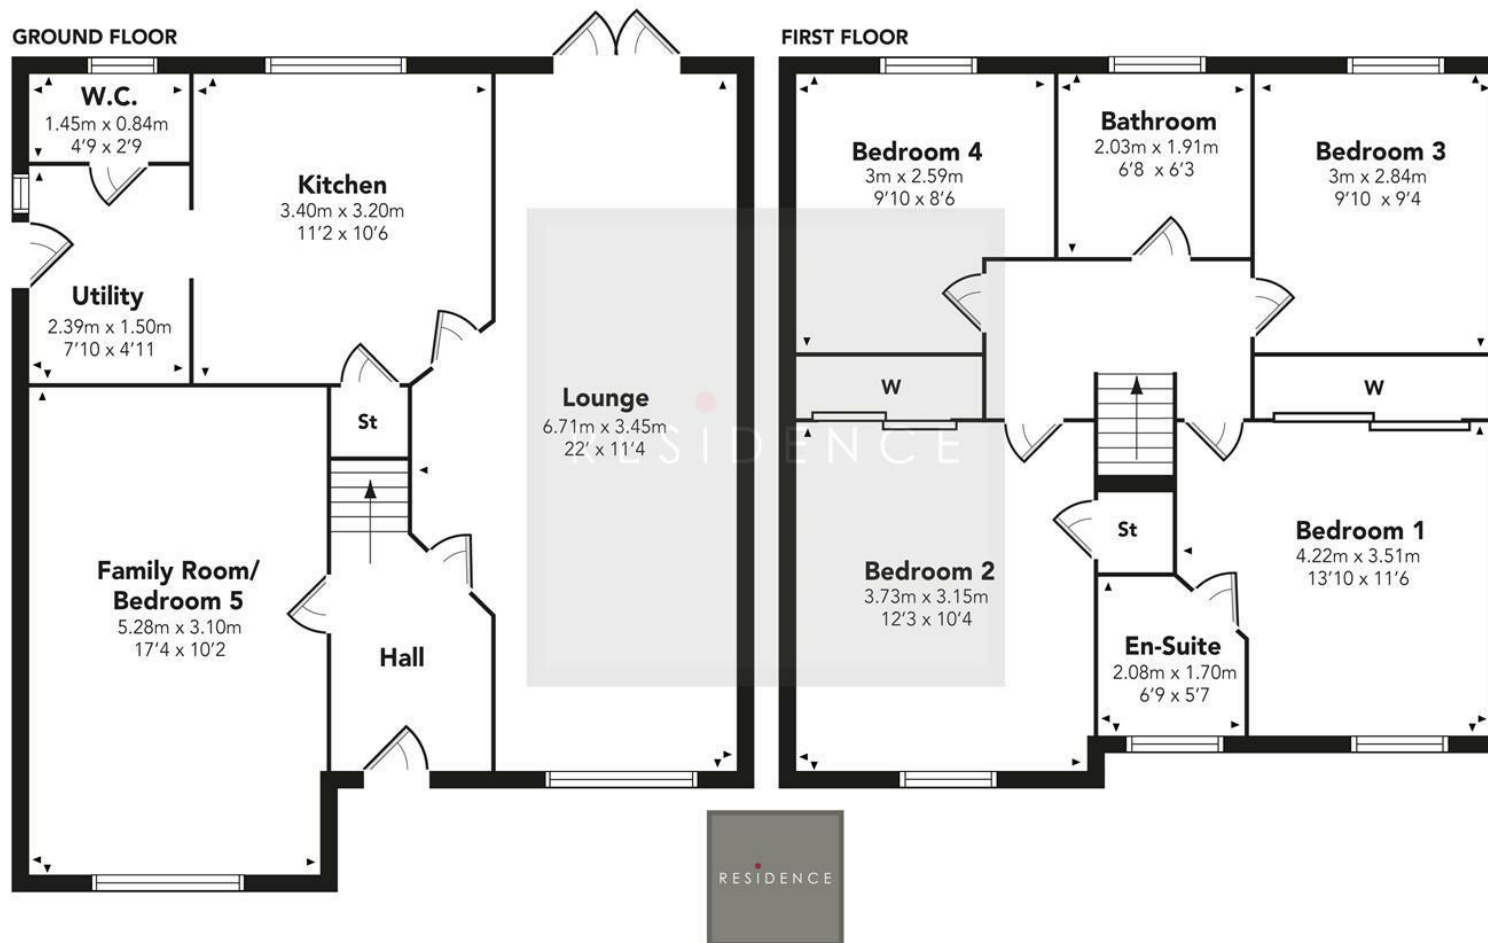 GROUND FLOOR
W.C.
1.45m x 0.84m
4'9 x 2'9
Kitchen
3.40m x 3.20m
11'2 x 10'6
Utility
2.39m x 1.50m
7'10 x 4'11
St
Lounge
6.71m x 3.45m
22' x 11'4
Family Room/
Bedroom 5
5.28m x 3.10m
17'4 x 10'2
Hall
FIRST FLOOR
Bedroom 4
3m x 2.59m
9'10 x 8'6
Bathroom
2.03m x 1.91m
6'8 x 6'3
Bedroom 3
3m x 2.84m
9'10 x 9'4
W
W
Bedroom 2
3.73m x 3.15m
12'3 x 10'4
St
Bedroom 1
4.22m x 3.51m
13'10 x 11'6
En-Suite
2.08m x 1.70m
6'9 x 5'7
RESIDENCE
RESIDENCE